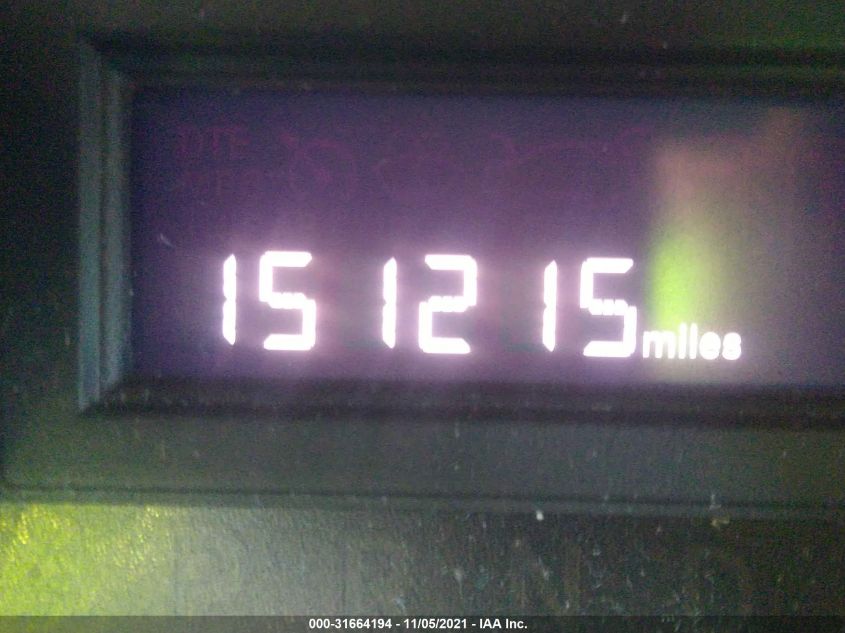 151215 miles
000-31664194 - 11/05/2021 - IAA Inc.